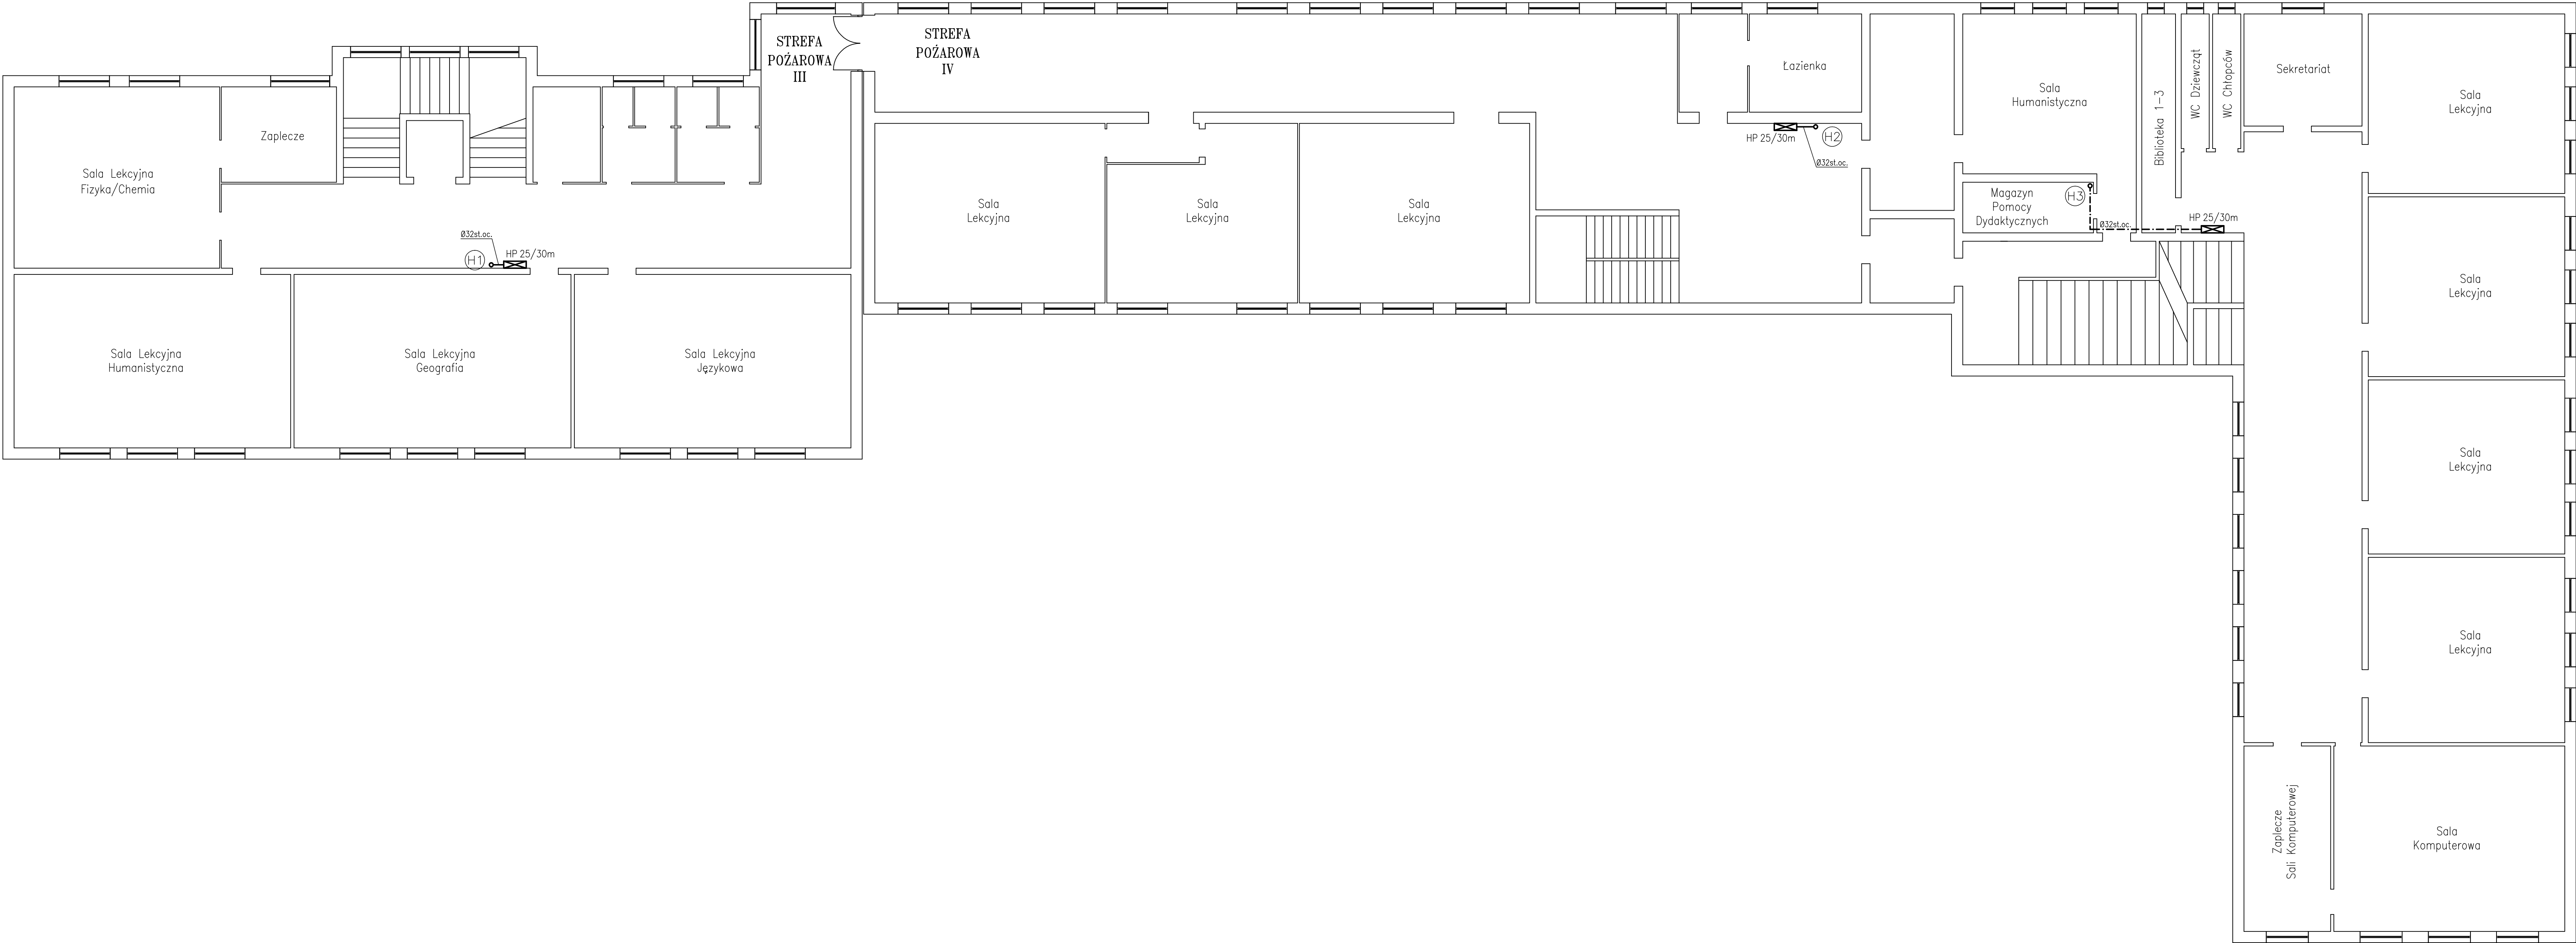 STREFA
POŻAROWA
III
STREFA
POŻAROWA
IV
Łazienka
Sala
Humanistyczna
Biblioteka 1-3
WC Dziewcząt
WC Chłopców
Sekretariat
Sala
Lekcyjna
Zaplecze
Sala Lekcyjna
Fizyka/Chemia
HP 25/30m
H2
Ø32st.oc.
Sala
Lekcyjna
Sala
Lekcyjna
Sala
Lekcyjna
Magazyn
Pomocy
Dydaktycznych
H3
Ø32st.oc.
HP 25/30m
Ø32st.oc.
H1
HP 25/30m
Sala
Lekcyjna
Sala Lekcyjna
Humanistyczna
Sala Lekcyjna
Geografia
Sala Lekcyjna
Językowa
Sala
Lekcyjna
Sala
Lekcyjna
Zaplecze
Sali Komputerowej
Sala
Komputerowa